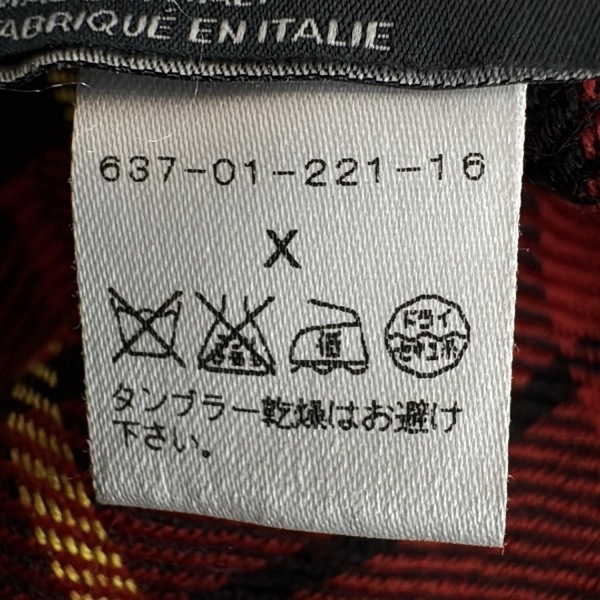 FABRIQUÉ EN ITALIE
637-01-221-16
X
低
ドライ
セキユ系
タンブラー乾燥はお避け
下さい。